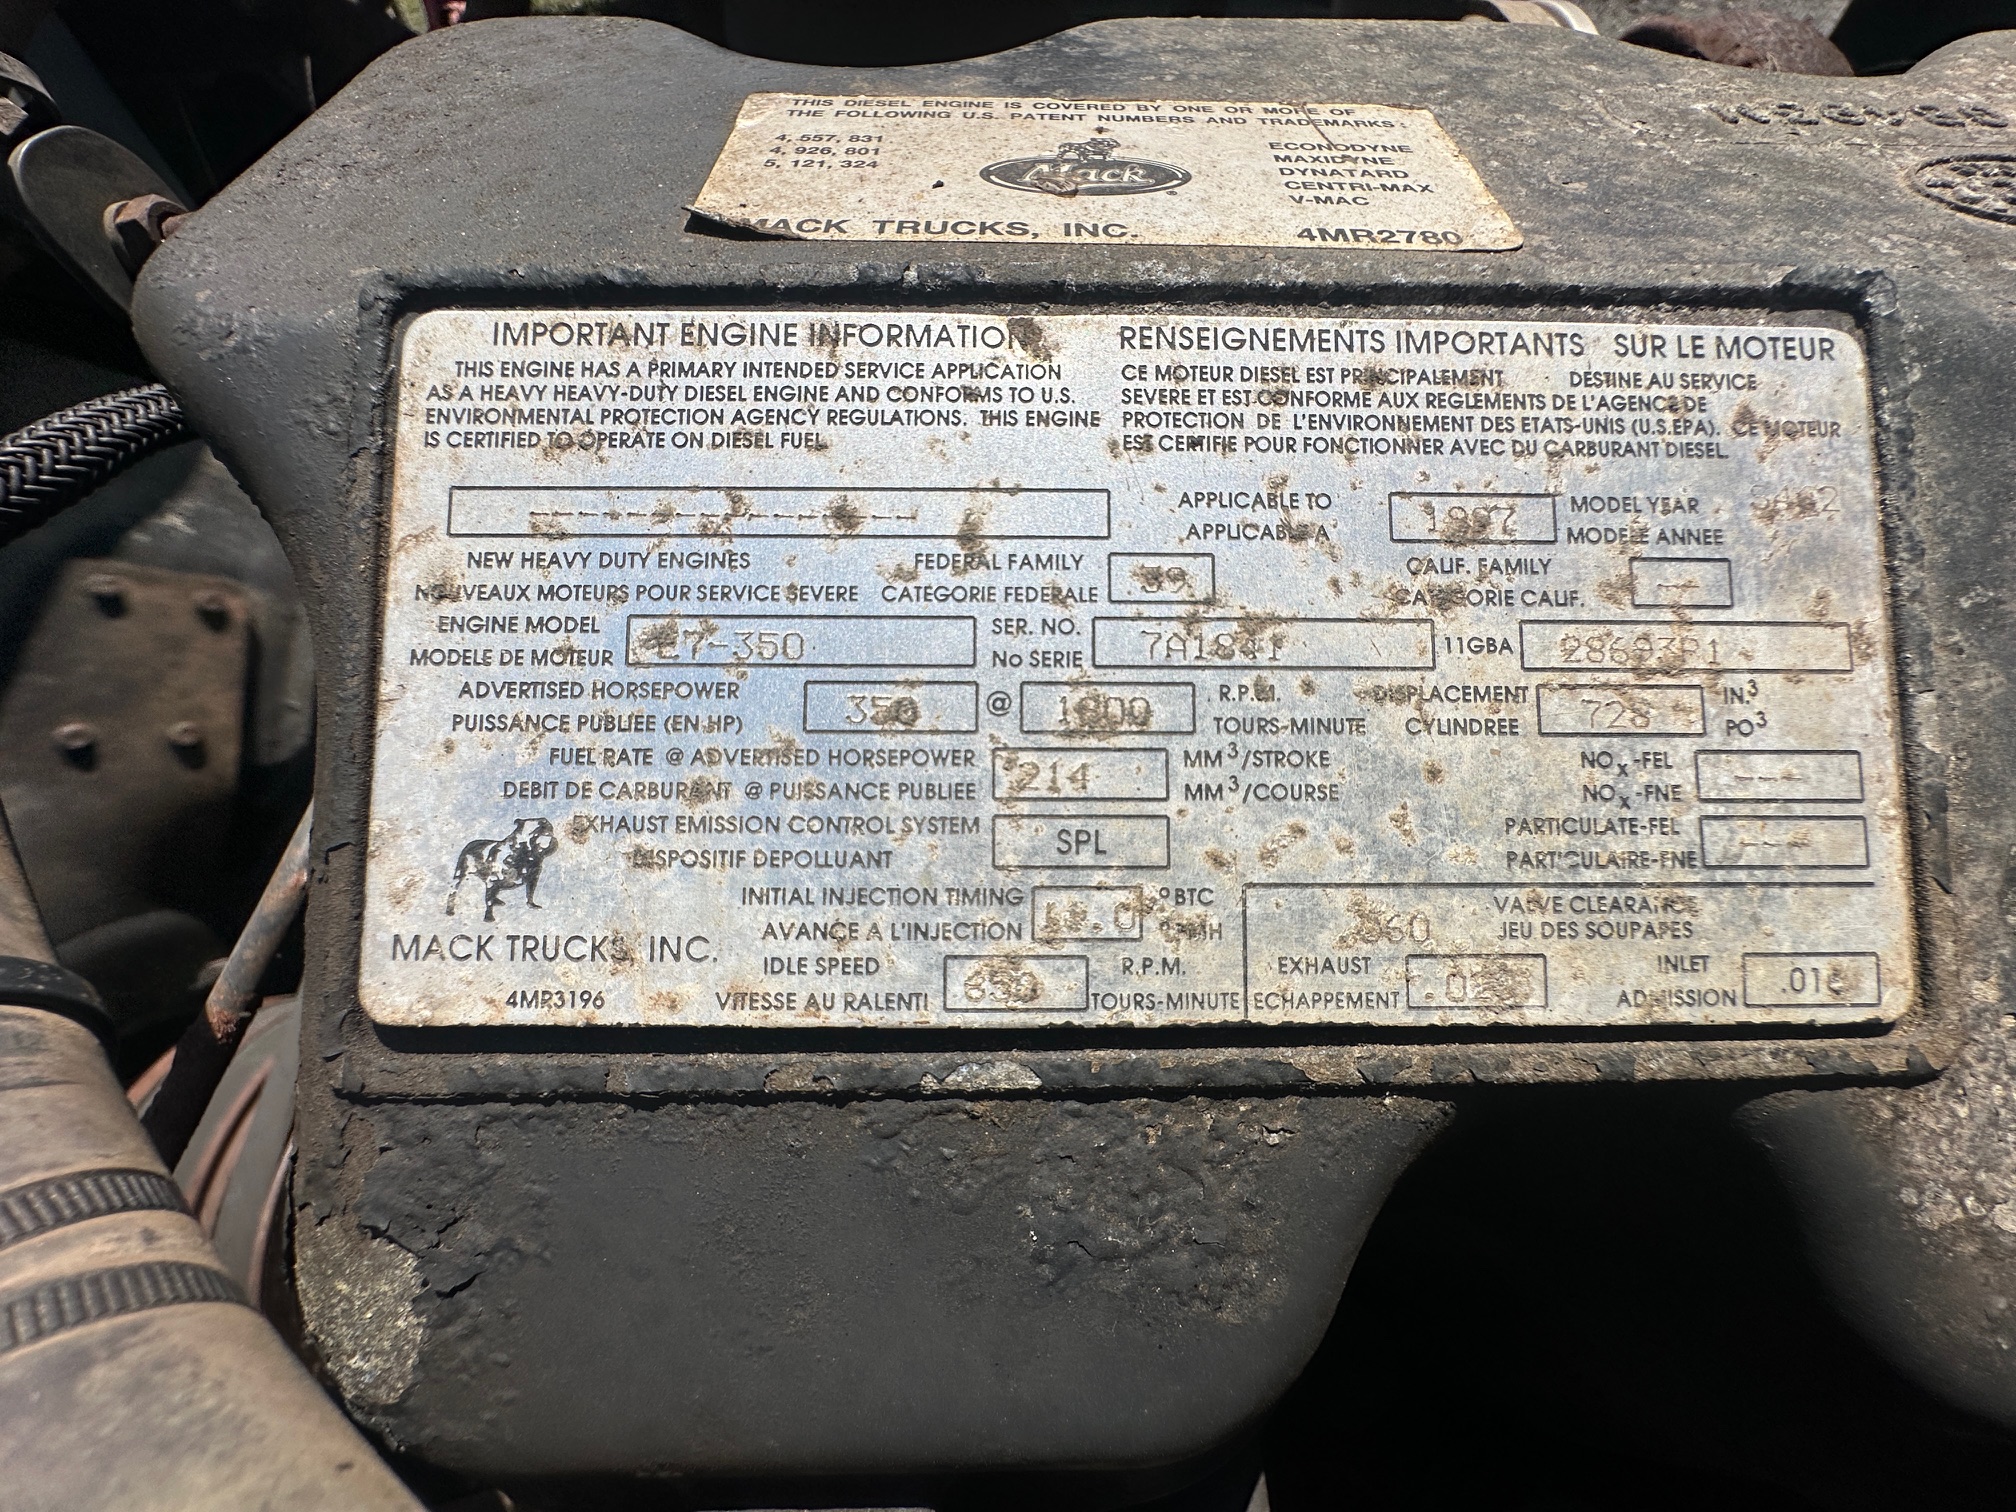 THIS DIESEL ENGINE IS COVERED BY ONE OR MORE OF
THE FOLLOWING U.S. PATENT NUMBERS AND TRADEMARKS:
4, 557, 831
4, 926, 801
5, 121, 324
Mack
ECONODYNE
MAXIDYNE
DYNATARD
CENTRI-MAX
V-MAC
MACK TRUCKS, INC.
4MR2780
IMPORTANT ENGINE INFORMATION
THIS ENGINE HAS A PRIMARY INTENDED SERVICE APPLICATION
AS A HEAVY HEAVY-DUTY DIESEL ENGINE AND CONFORMS TO U.S.
ENVIRONMENTAL PROTECTION AGENCY REGULATIONS. THIS ENGINE
IS CERTIFIED TO OPERATE ON DIESEL FUEL
RENSEIGNEMENTS IMPORTANTS SUR LE MOTEUR
CE MOTEUR DIESEL EST PRINCIPALEMENT DESTINE AU SERVICE
SEVERE ET EST CONFORME AUX REGLEMENTS DE L'AGENCE DE
PROTECTION DE L'ENVIRONNEMENT DES ETATS-UNIS (U.S.EPA). CE MOTEUR
EST CERTIFIE POUR FONCTIONNER AVEC DU CARBURANT DIESEL.
APPLICABLE TO 1997 MODEL YEAR
APPLICABLE A MODELE ANNEE
NEW HEAVY DUTY ENGINES FEDERAL FAMILY 39 CALIF. FAMILY --
NOUVEAUX MOTEURS POUR SERVICE SEVERE CATEGORIE FEDERALE CATEGORIE CALIF.
ENGINE MODEL E7-350 SER. NO. 7A1841 11GBA
MODELE DE MOTEUR No SERIE
ADVERTISED HORSEPOWER 350 @ 1800 R.P.M. DISPLACEMENT 728 IN.3
PUISSANCE PUBLIEE (EN HP) TOURS-MINUTE CYLINDREE PO3
FUEL RATE @ ADVERTISED HORSEPOWER 214 MM3/STROKE NOx-FEL ---
DEBIT DE CARBURANT @ PUISSANCE PUBLIEE MM3/COURSE NOx-FNE
EXHAUST EMISSION CONTROL SYSTEM SPL PARTICULATE-FEL ---
DISPOSITIF DEPOLLUANT PARTICULAIRE-FNE
INITIAL INJECTION TIMING °BTC VALVE CLEARANCE
AVANCE A L'INJECTION JEU DES SOUPAPES
MACK TRUCKS, INC.
IDLE SPEED 650 R.P.M. EXHAUST INLET
4MR3196 VITESSE AU RALENTI TOURS-MINUTE ECHAPPEMENT ADMISSION